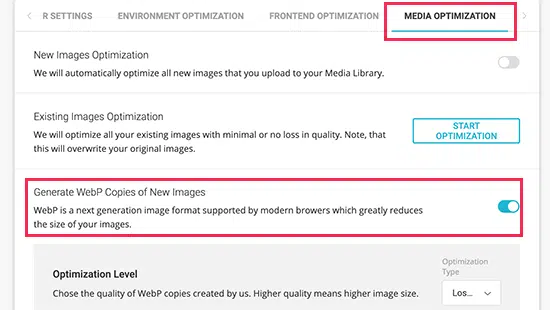 R SETTINGS ENVIRONMENT OPTIMIZATION FRONTEND OPTIMIZATION MEDIA OPTIMIZATION
New Images Optimization
We will automatically optimize all new images that you upload to your Media Library.
Existing Images Optimization
We will optimize all your existing images with minimal or no loss in quality. Note, that
this will overwrite your original images.
START
OPTIMIZATION
Generate WebP Copies of New Images
WebP is a next generation image format supported by modern browers which greatly reduces
the size of your images.
Optimization Level
Chose the quality of WebP copies created by us. Higher quality means higher image size.
Optimization
Type
Los...